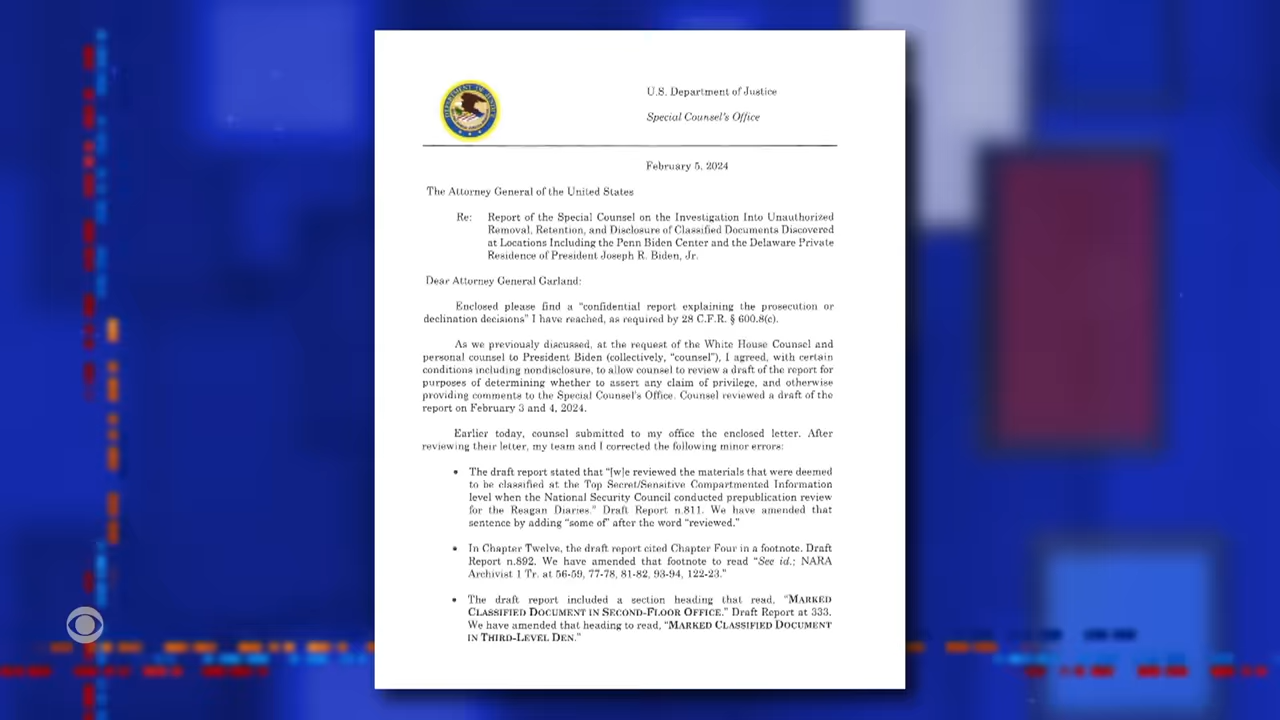 U.S. Department of Justice
Special Counsel's Office
February 5, 2024
The Attorney General of the United States
Re: Report of the Special Counsel on the Investigation Into Unauthorized
Removal, Retention, and Disclosure of Classified Documents Discovered
at Locations Including the Penn Biden Center and the Delaware Private
Residence of President Joseph R. Biden, Jr.
Dear Attorney General Garland:
Enclosed please find a "confidential report explaining the prosecution or
declination decisions" I have reached, as required by 28 C.F.R. § 600.8(c).
As we previously discussed, at the request of the White House Counsel and
personal counsel to President Biden (collectively, "counsel"), I agreed, with certain
conditions including nondisclosure, to allow counsel to review a draft of the report for
purposes of determining whether to assert any claim of privilege, and otherwise
providing comments to the Special Counsel's Office. Counsel reviewed a draft of the
report on February 3 and 4, 2024.
Earlier today, counsel submitted to my office the enclosed letter. After
reviewing their letter, my team and I corrected the following minor errors:
• The draft report stated that "[w]e reviewed the materials that were deemed
to be classified at the Top Secret/Sensitive Compartmented Information
level when the National Security Council conducted prepublication review
for the Reagan Diaries." Draft Report n.811. We have amended that
sentence by adding "some of" after the word "reviewed."
• In Chapter Twelve, the draft report cited Chapter Four in a footnote. Draft
Report n.892. We have amended that footnote to read "See id.; NARA
Archivist 1 Tr. at 56-59, 77-78, 81-82, 93-94, 122-23."
• The draft report included a section heading that read, "MARKED
CLASSIFIED DOCUMENT IN SECOND-FLOOR OFFICE." Draft Report at 333.
We have amended that heading to read, "MARKED CLASSIFIED DOCUMENT
IN THIRD-LEVEL DEN."